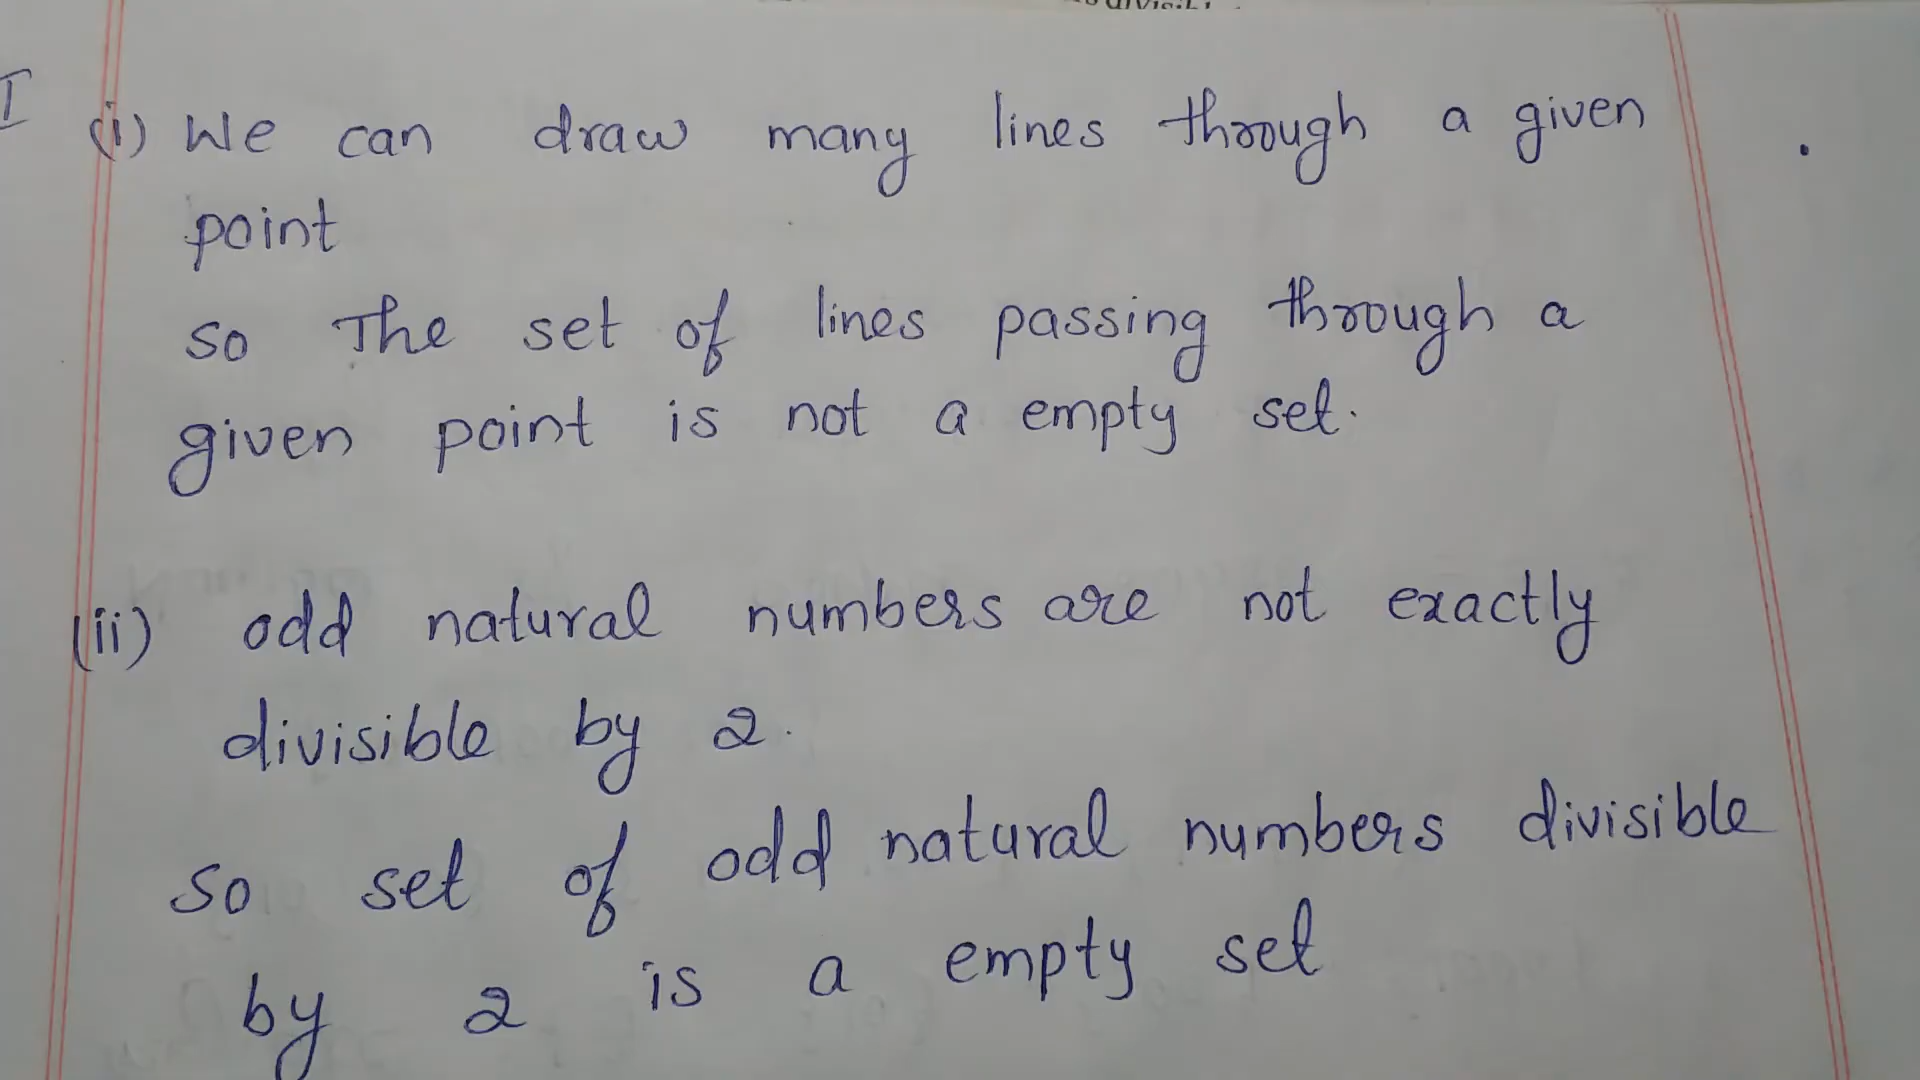 I
(i) We can draw many lines through a given
point
so The set of lines passing through a
given point is not a empty set.
(ii) odd natural numbers are not exactly
divisible by 2.
so set of odd natural numbers divisible
by 2 is a empty set